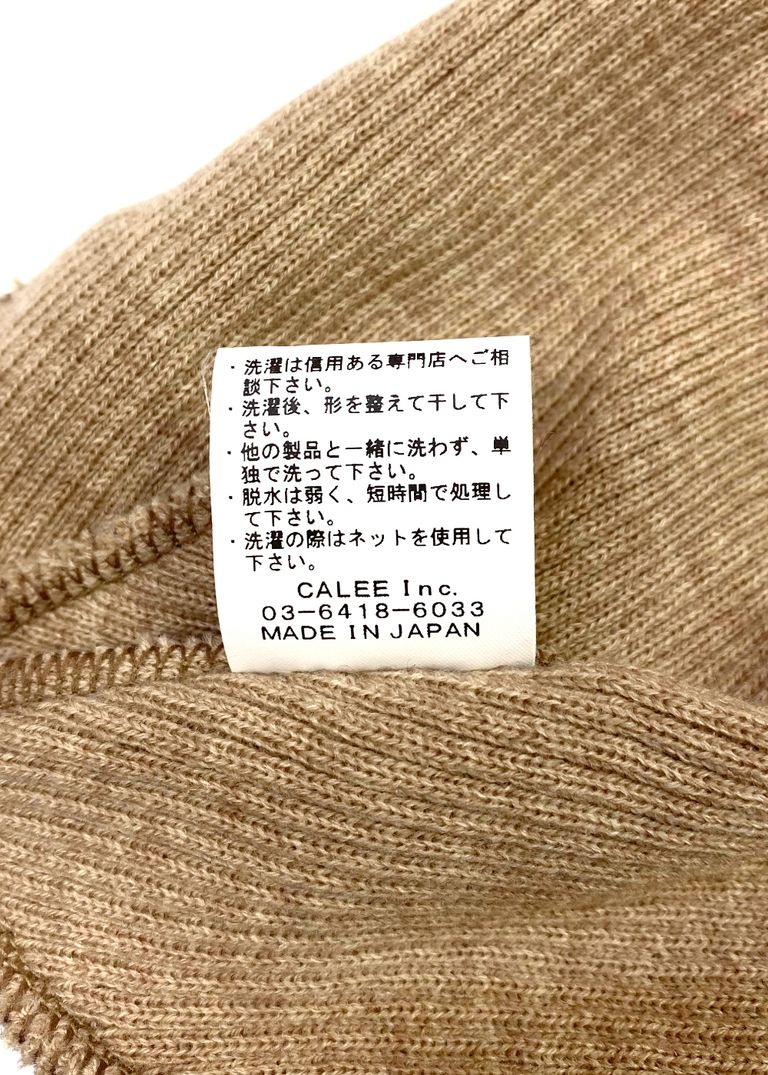 ・洗濯は信用ある専門店へご相
談下さい。
・洗濯後、形を整えて干して下
さい。
・他の製品と一緒に洗わず、単
独で洗って下さい。
・脱水は弱く、短時間で処理し
て下さい。
・洗濯の際はネットを使用して
下さい。
CALEE Inc.
03-6418-6033
MADE IN JAPAN